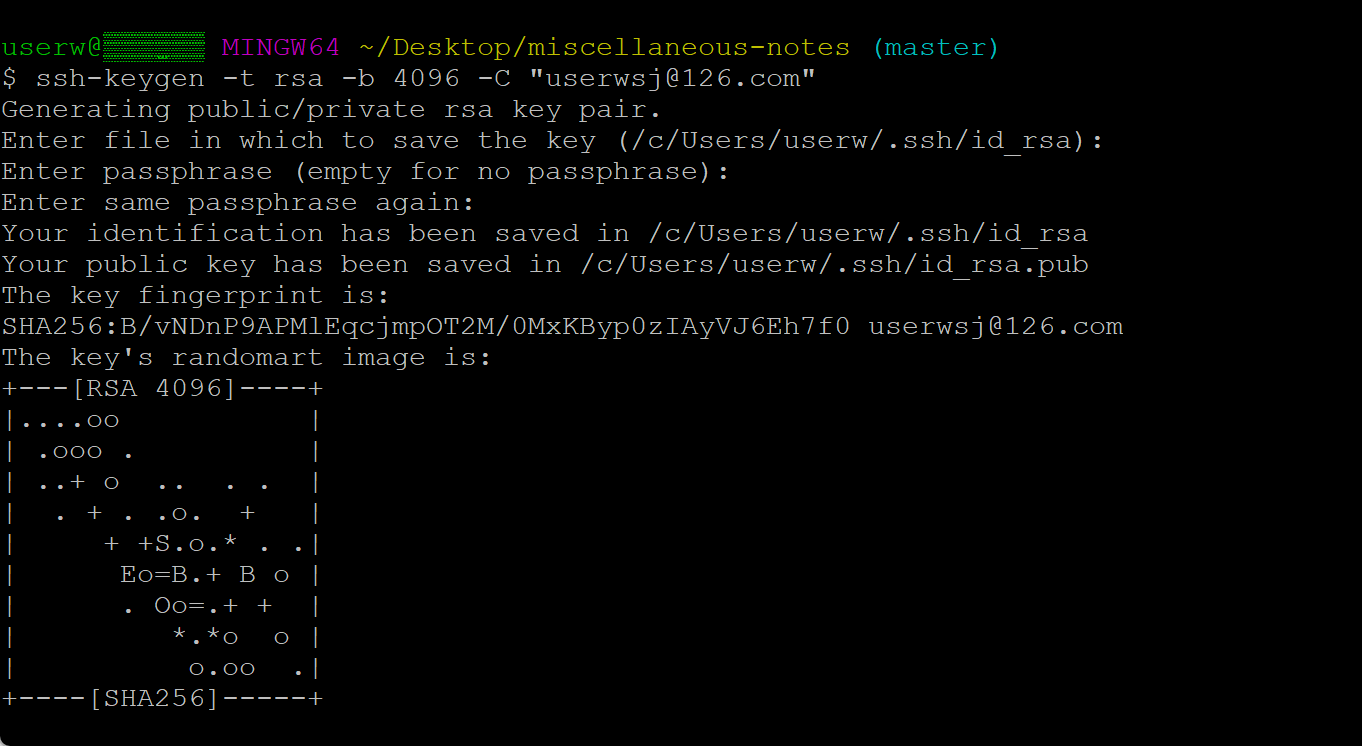 userw@▒▒▒▒▒▒ MINGW64 ~/Desktop/miscellaneous-notes (master)
$ ssh-keygen -t rsa -b 4096 -C "userwsj@126.com"
Generating public/private rsa key pair.
Enter file in which to save the key (/c/Users/userw/.ssh/id_rsa):
Enter passphrase (empty for no passphrase):
Enter same passphrase again:
Your identification has been saved in /c/Users/userw/.ssh/id_rsa
Your public key has been saved in /c/Users/userw/.ssh/id_rsa.pub
The key fingerprint is:
SHA256:B/vNDnP9APMlEqcjmpOT2M/0MxKByp0zIAyVJ6Eh7f0 userwsj@126.com
The key's randomart image is:
+---[RSA 4096]----+
|....oo           |
| .ooo .          |
| ..+ o  ..  . .  |
|  . + . .o.  +   |
|     + +S.o.* . .|
|      Eo=B.+ B o |
|      . Oo=.+ +  |
|         *.*o  o |
|          o.oo  .|
+----[SHA256]-----+